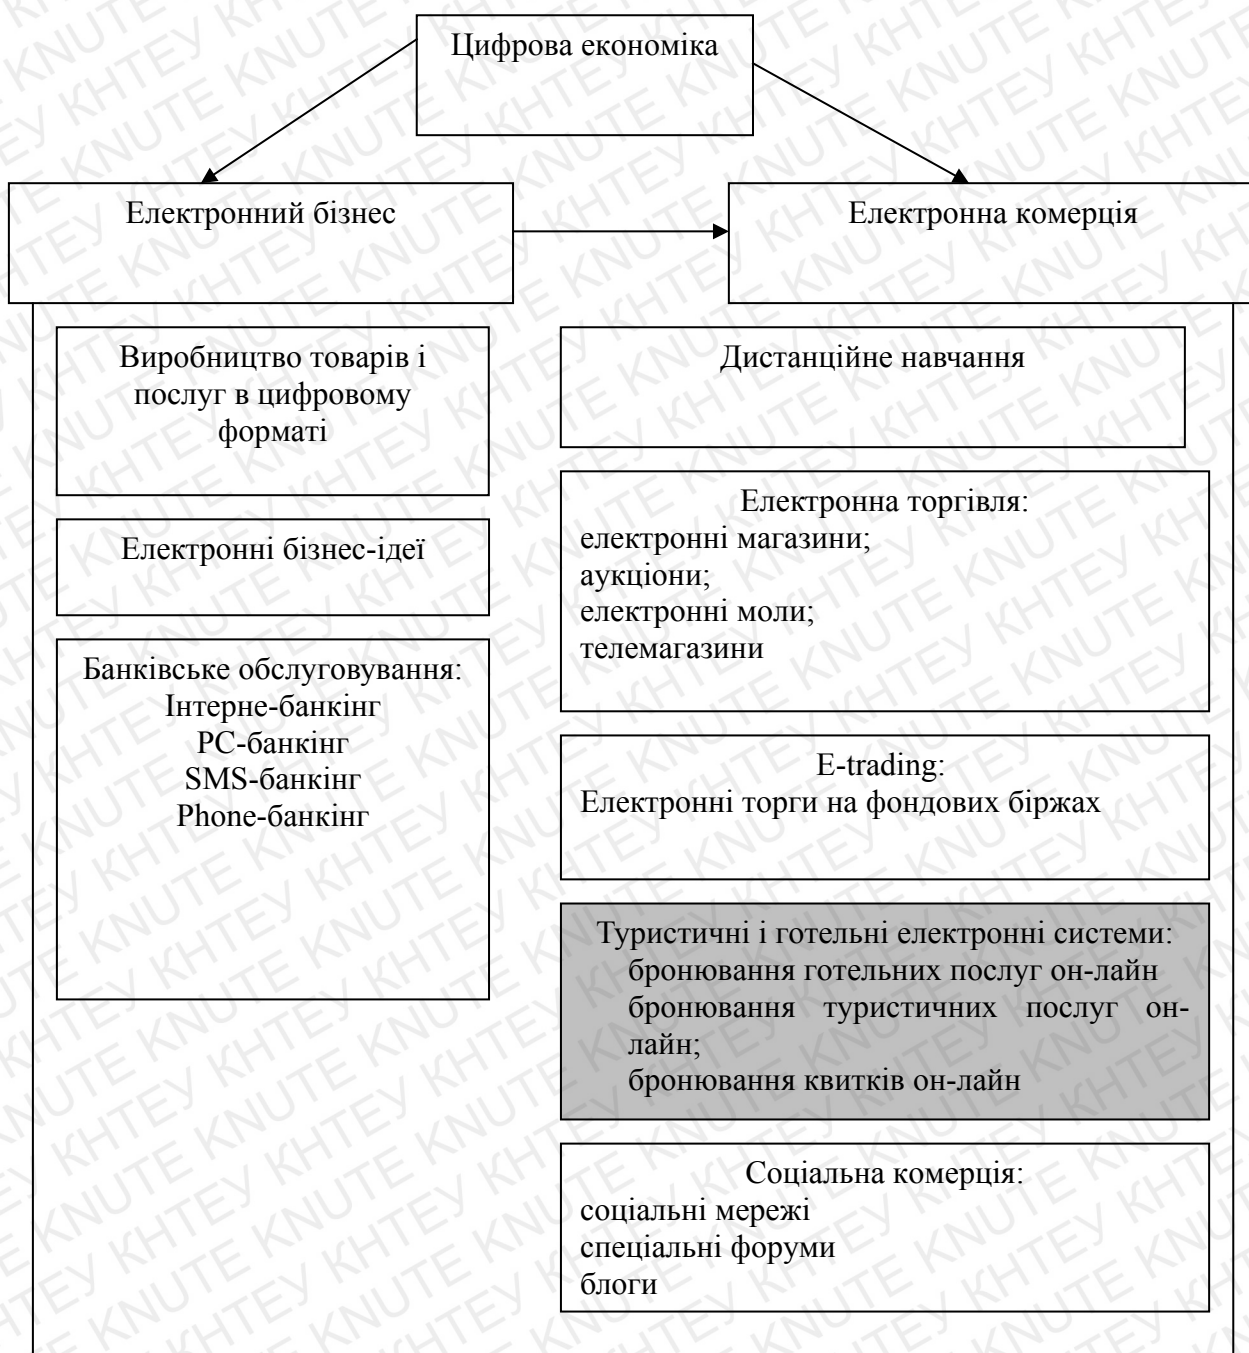 Цифрова економіка
Електронний бізнес
Електронна комерція
Виробництво товарів і
послуг в цифровому
форматі
Електронні бізнес-ідеї
Банківське обслуговування:
Інтерне-банкінг
PC-банкінг
SMS-банкінг
Phone-банкінг
Дистанційне навчання
Електронна торгівля:
електронні магазини;
аукціони;
електронні моли;
телемагазини
E-trading:
Електронні торги на фондових біржах
Туристичні і готельні електронні системи:
бронювання готельних послуг он-лайн
бронювання туристичних послуг он-
лайн;
бронювання квитків он-лайн
Соціальна комерція:
соціальні мережі
спеціальні форуми
блоги